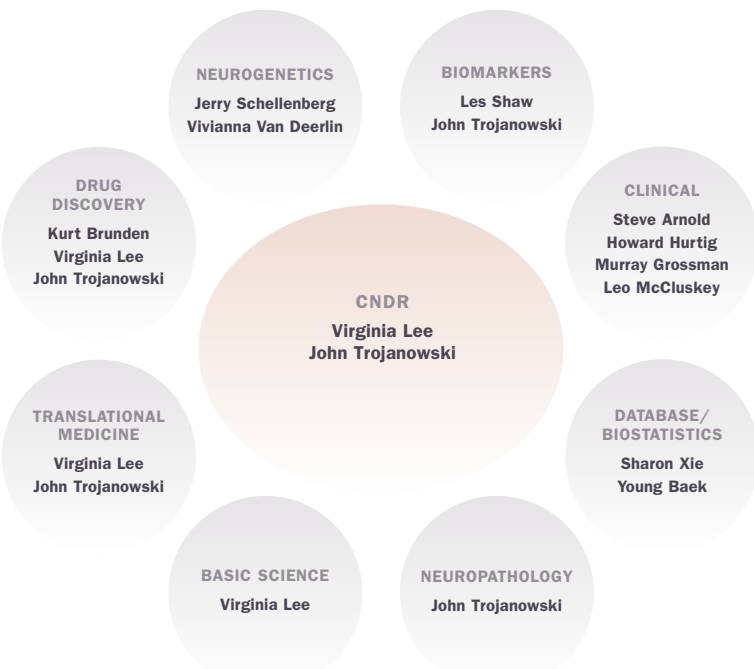 NEUROGENETICS
Jerry Schellenberg
Vivianna Van Deerlin
BIOMARKERS
Les Shaw
John Trojanowski
DRUG
DISCOVERY
Kurt Brunden
Virginia Lee
John Trojanowski
CLINICAL
Steve Arnold
Howard Hurtig
Murray Grossman
Leo McCluskey
CNDR
Virginia Lee
John Trojanowski
TRANSLATIONAL
MEDICINE
Virginia Lee
John Trojanowski
DATABASE/
BIOSTATISTICS
Sharon Xie
Young Baek
BASIC SCIENCE
Virginia Lee
NEUROPATHOLOGY
John Trojanowski